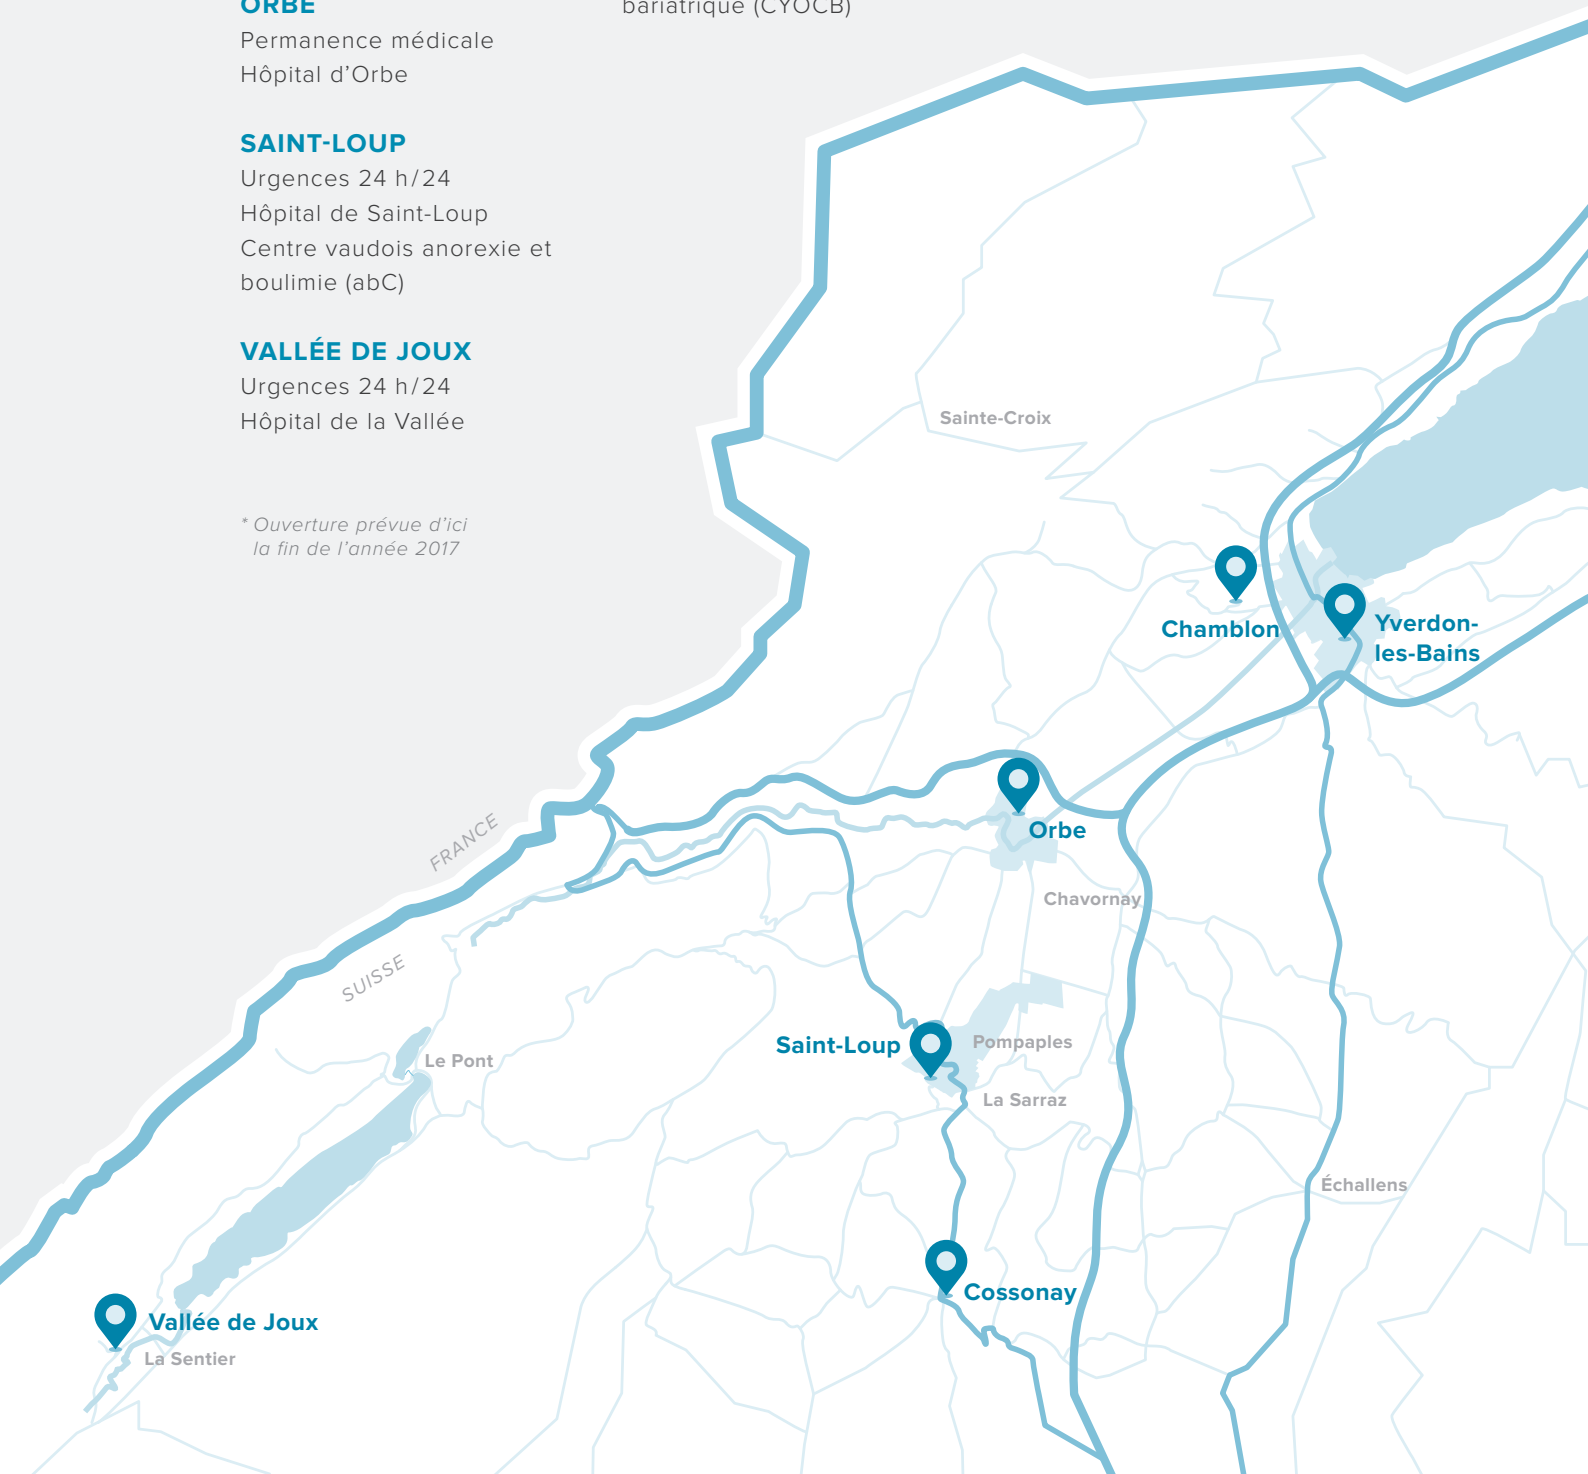 ORBE
Permanence médicale
Hôpital d’Orbe
SAINT-LOUP
Urgences 24 h/24
Hôpital de Saint-Loup
Centre vaudois anorexie et
boulimie (abC)
VALLÉE DE JOUX
Urgences 24 h/24
Hôpital de la Vallée
* Ouverture prévue d’ici
la fin de l’année 2017
bariatrique (CYOCB)
Sainte-Croix
Chamblon
Yverdon-
les-Bains
Orbe
FRANCE
Chavornay
SUISSE
Saint-Loup
Pompaples
Le Pont
La Sarraz
Échallens
Cossonay
Vallée de Joux
La Sentier